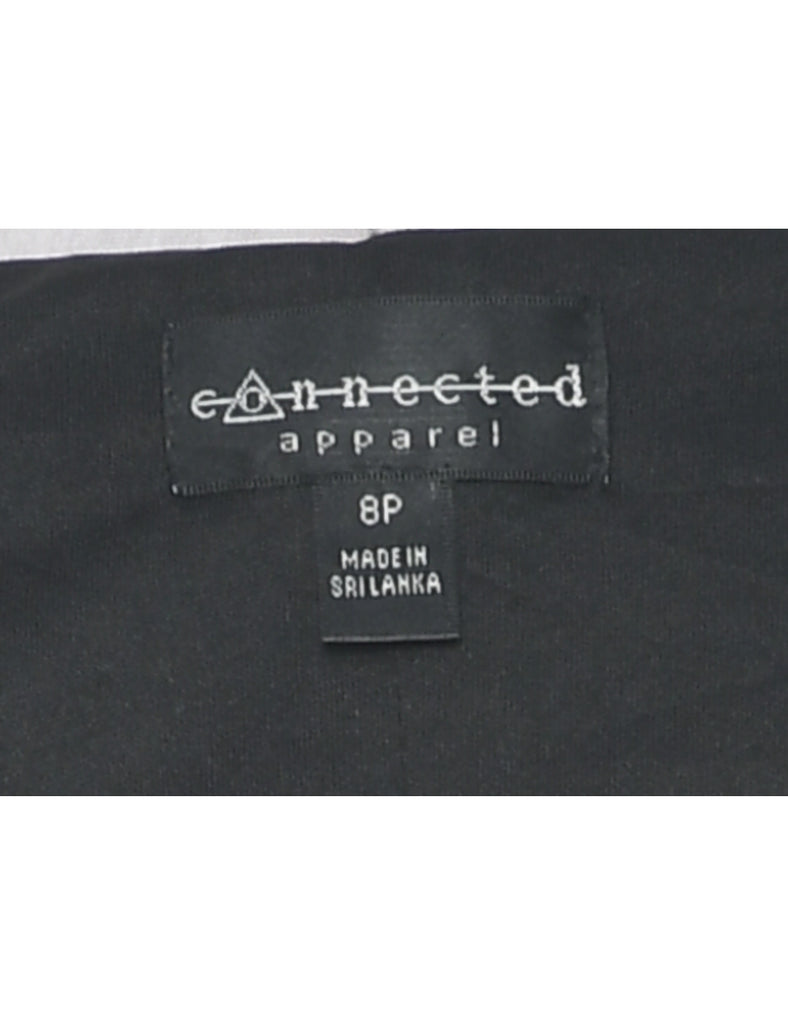 connected
apparel
8P
MADE IN
SRI LANKA